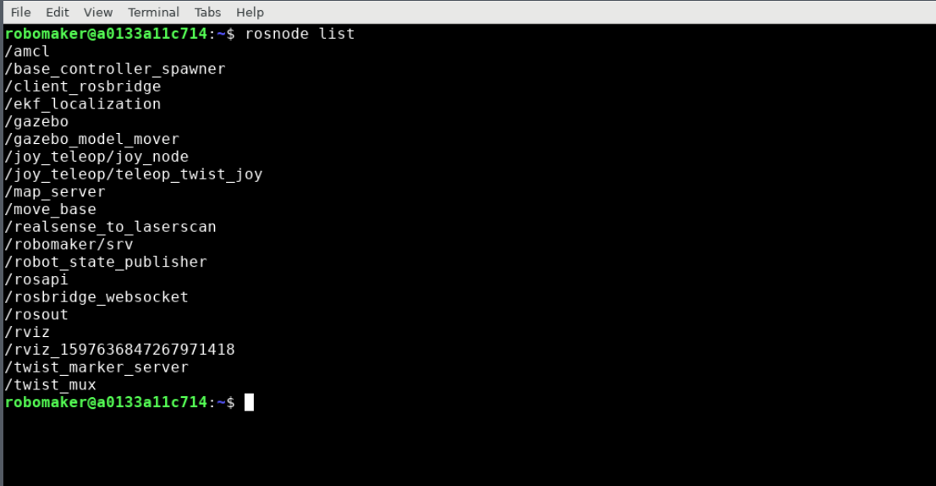 File Edit View Terminal Tabs Help
robomaker@a0133a11c714:~$ rosnode list
/amcl
/base_controller_spawner
/client_rosbridge
/ekf_localization
/gazebo
/gazebo_model_mover
/joy_teleop/joy_node
/joy_teleop/teleop_twist_joy
/map_server
/move_base
/realsense_to_laserscan
/robomaker/srv
/robot_state_publisher
/rosapi
/rosbridge_websocket
/rosout
/rviz
/rviz_1597636847267971418
/twist_marker_server
/twist_mux
robomaker@a0133a11c714:~$